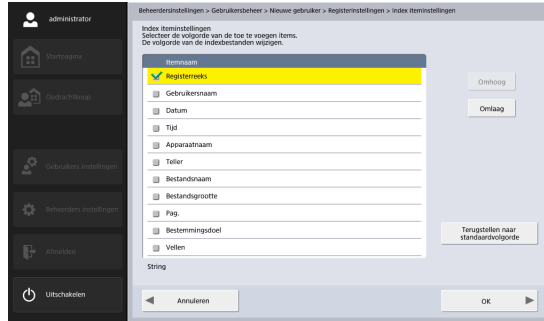 administrator
Startpagina
Opdrachtknop
Gebruikers instellingen
Beheerders instellingen
Afmelden
Uitschakelen
Beheerdersinstellingen > Gebruikersbeheer > Nieuwe gebruiker > Registerinstellingen > Index iteminstellingen
Index iteminstellingen
Selecteer de volgorde van de toe te voegen items.
De volgorde van de indexbestanden wijzigen.
Itemnaam
Registerreeks
Gebruikersnaam
Datum
Tijd
Apparaatnaam
Teller
Bestandsnaam
Bestandsgrootte
Pag.
Bestemmingsdoel
Vellen
String
Omhoog
Omlaag
Terugstellen naar
standaardvolgorde
Annuleren
OK